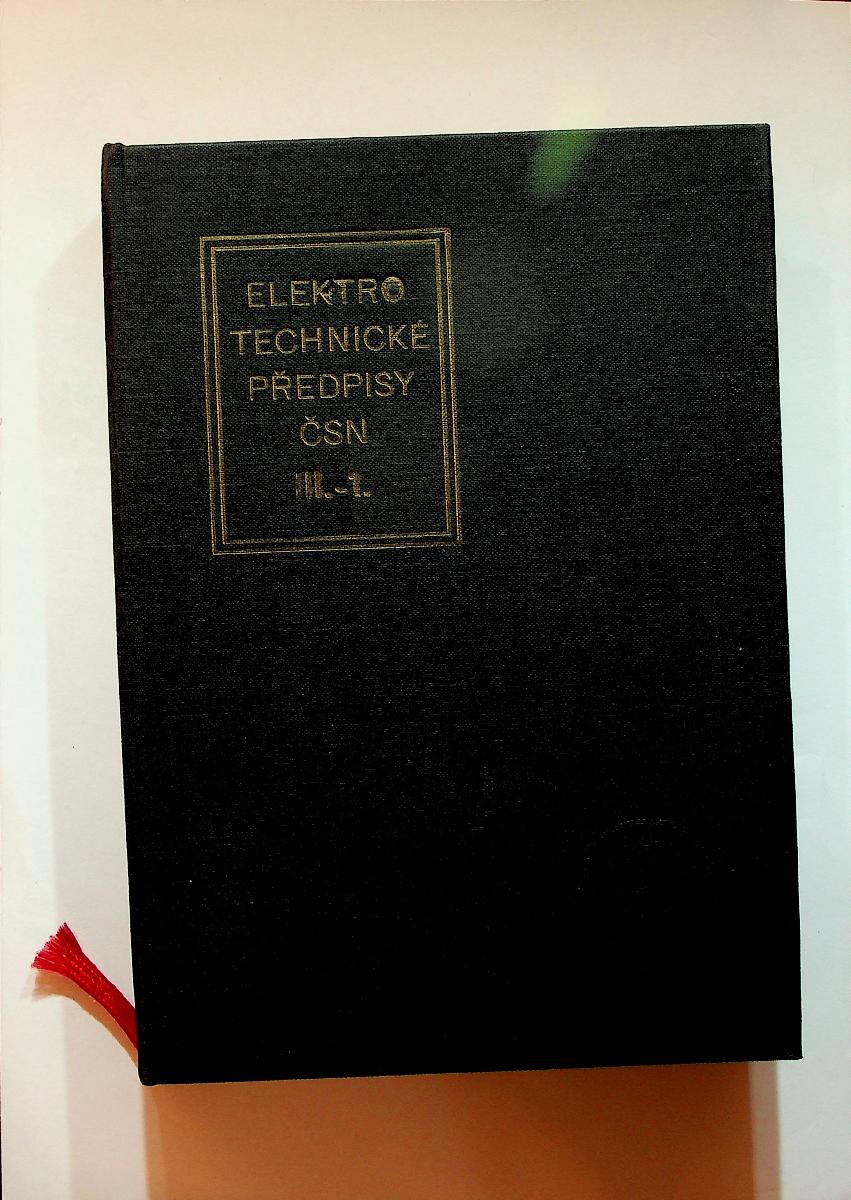 ELEKTRO
TECHNICKÉ
PŘEDPISY
ČSN
III.-1.